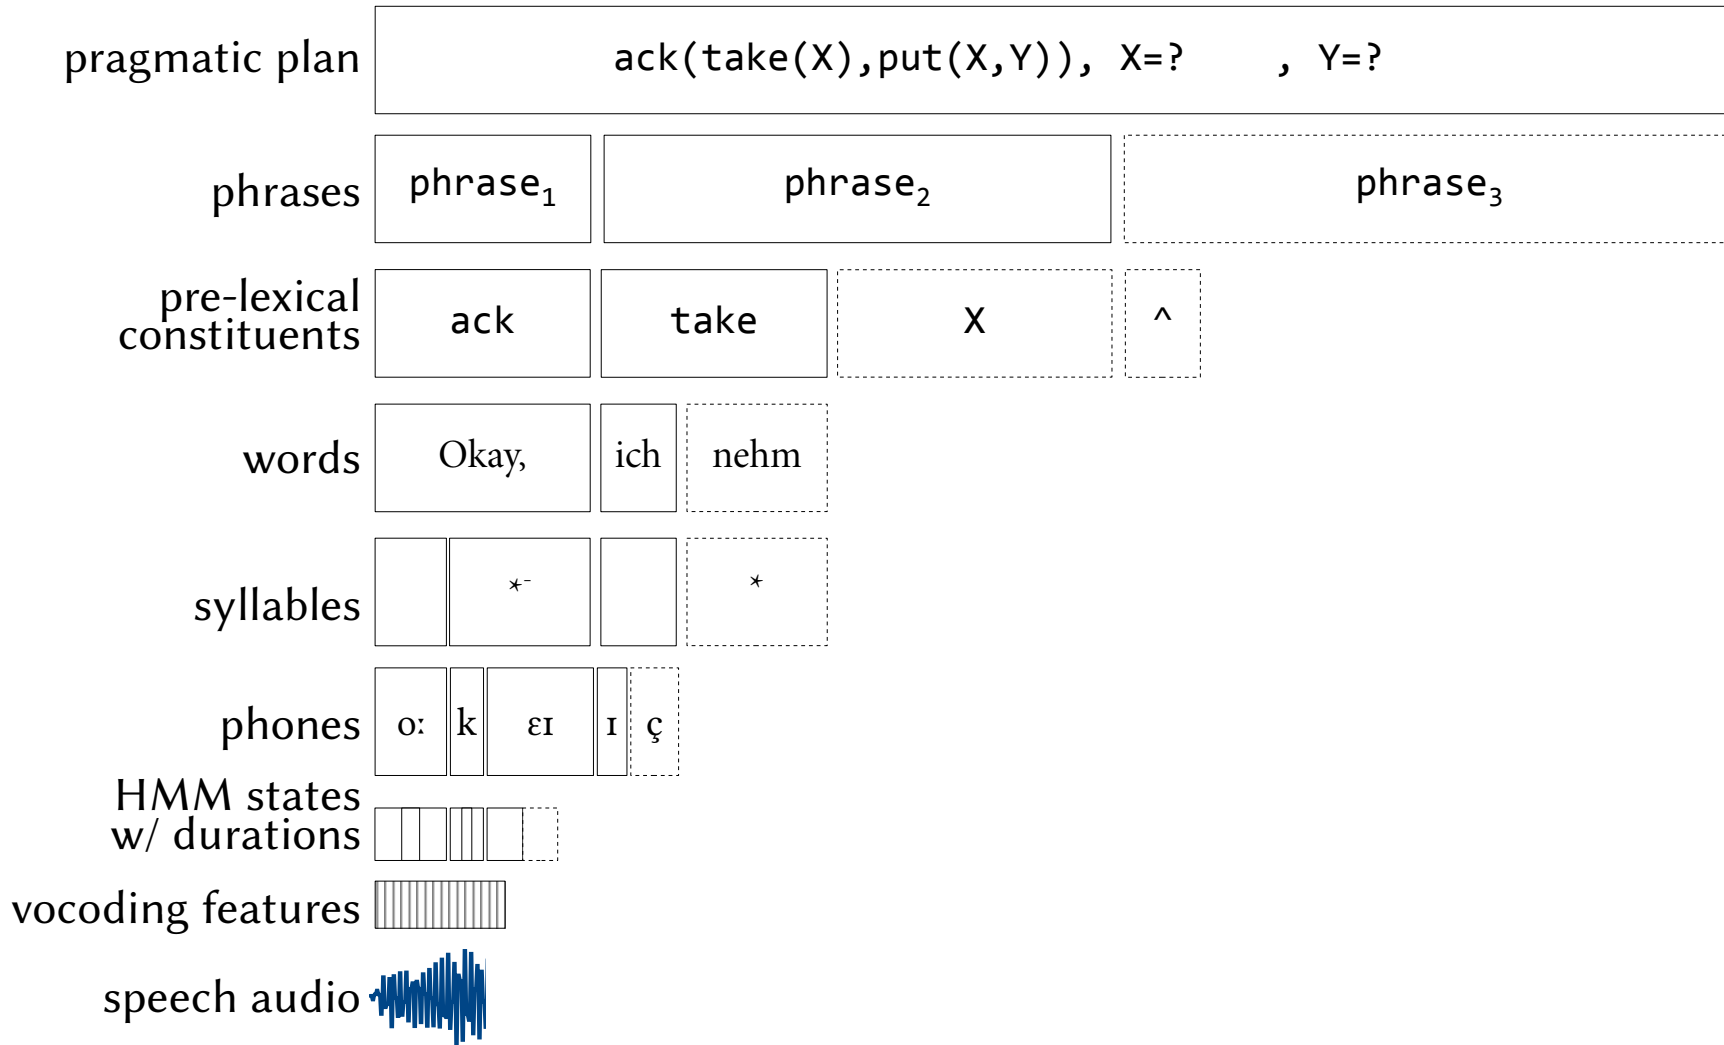 pragmatic plan ack(take(X),put(X,Y)), X=? , Y=?
phrases phrase₁ phrase₂ phrase₃
pre-lexical
constituents ack take X ^
words Okay, ich nehm
syllables *- *
phones oː k ɛɪ ɪ ç
HMM states
w/ durations
vocoding features
speech audio